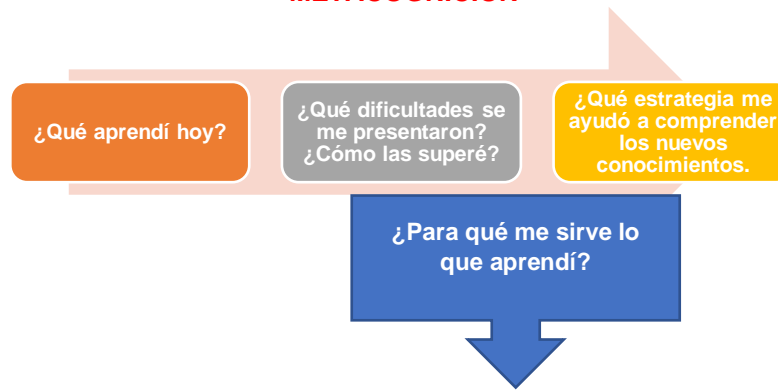 ¿Qué aprendí hoy?
¿Qué dificultades se
me presentaron?
¿Cómo las superé?
¿Qué estrategia me
ayudó a comprender
los nuevos
conocimientos.
¿Para qué me sirve lo
que aprendí?